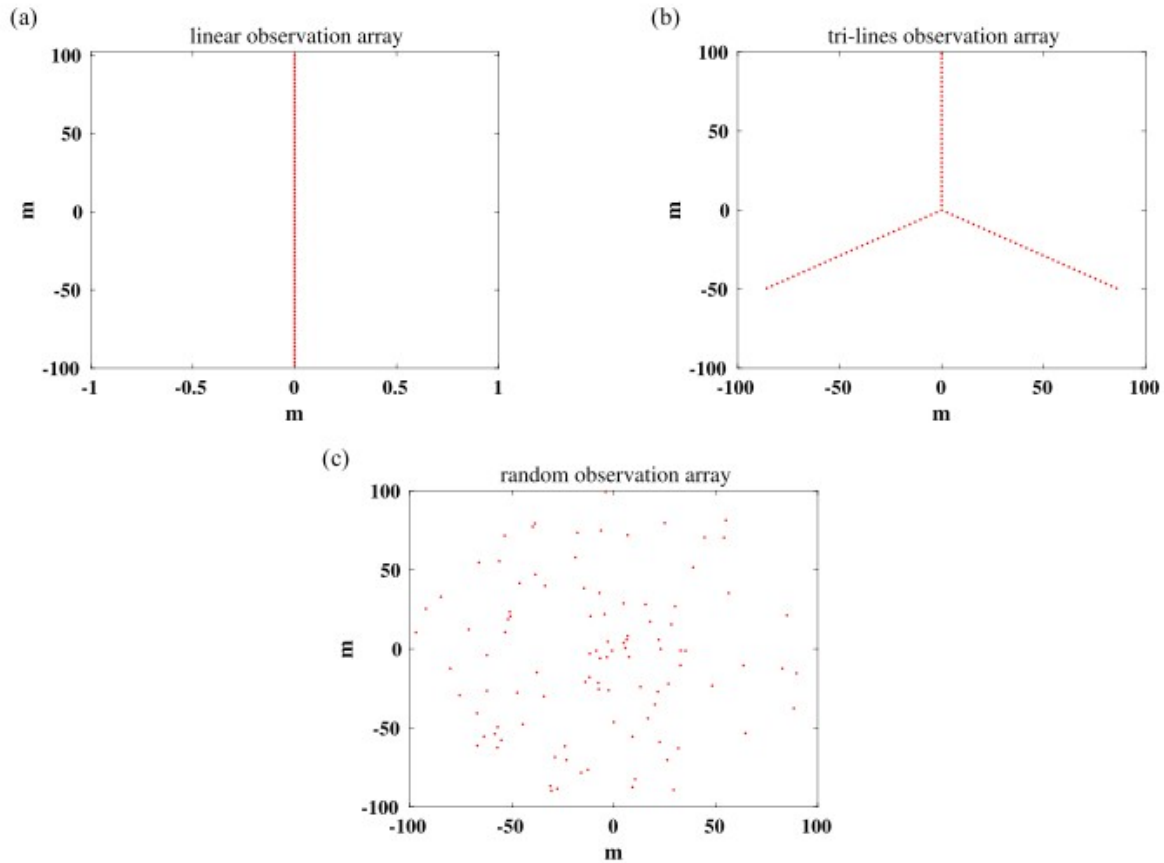 (a)
linear observation array
100
50
0
-50
-100
m
-1 -0.5 0 0.5 1
m
(b)
tri-lines observation array
100
50
0
-50
-100
m
-100 -50 0 50 100
m
(c)
random observation array
100
50
0
-50
-100
m
-100 -50 0 50 100
m